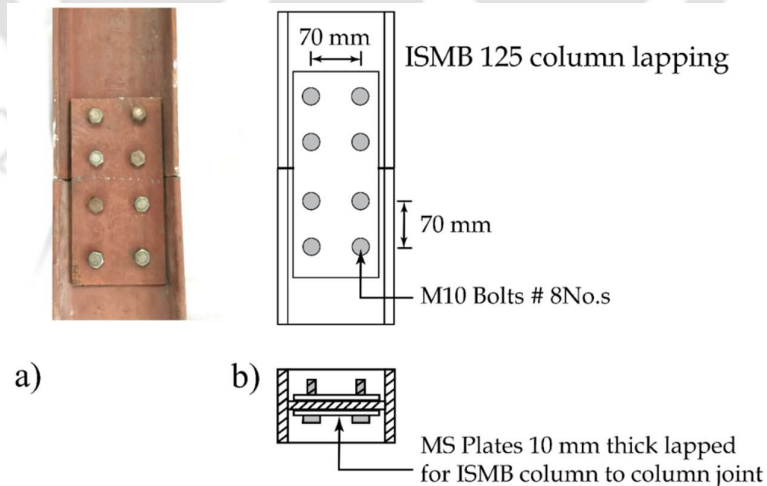 70 mm
ISMB 125 column lapping
70 mm
M10 Bolts # 8No.s
a)
b)
MS Plates 10 mm thick lapped
for ISMB column to column joint